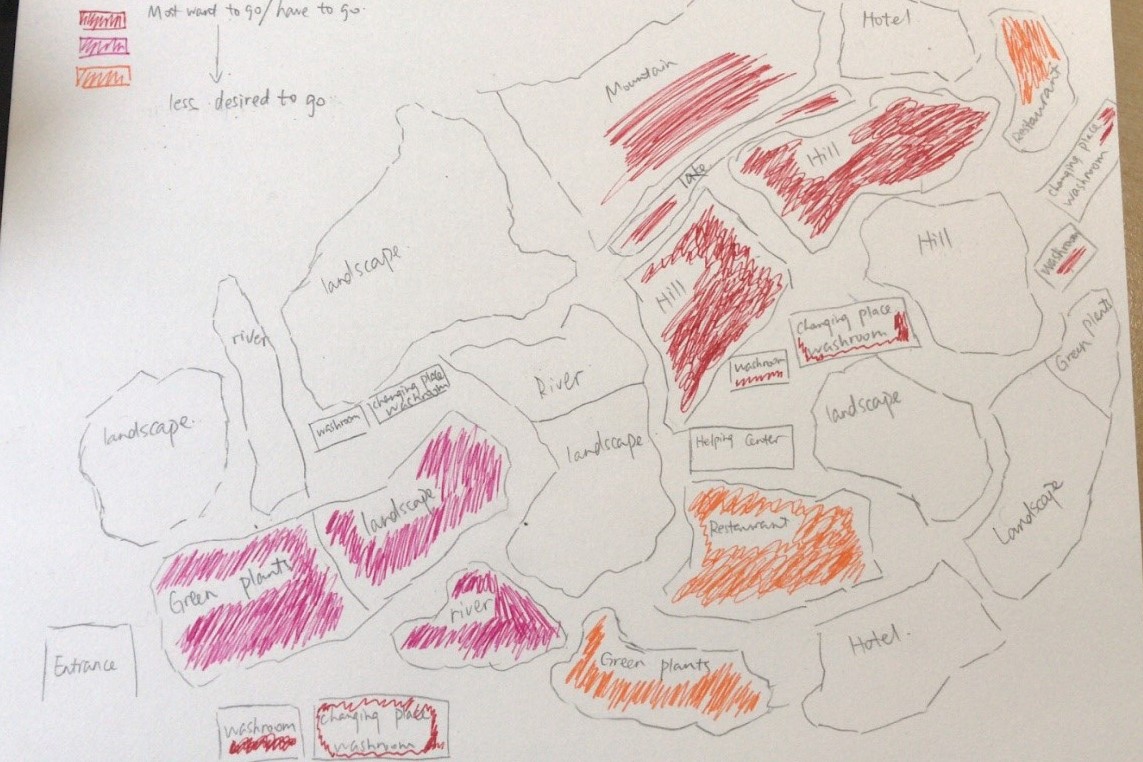 Most want to go / have to go.
less desired to go
Hotel
Mountain
Restaurant
Hill
changing place
washroom
lake
Hill
Hill
washroom
landscape
Hill
changing place
washroom
Green Plants
river
washroom
River
changing place
washroom
landscape
landscape.
washroom
landscape
Helping Center
landscape
Restaurant
Landscape
Green plants
river
Hotel.
Entrance
Green plants
washroom
changing place
washroom